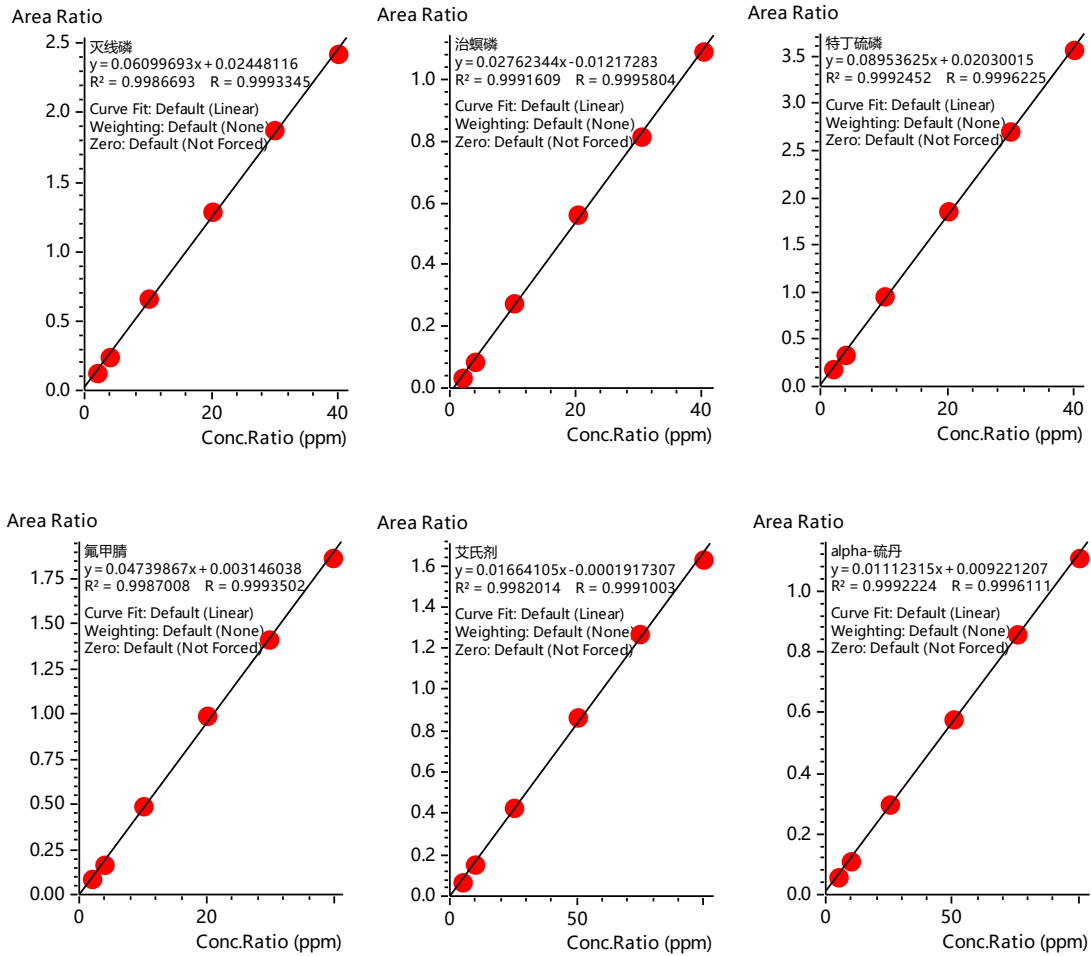 Area Ratio
灭线磷
y=0.06099693x+0.02448116
R² = 0.9986693 R = 0.9993345
Curve Fit: Default (Linear)
Weighting: Default (None)
Zero: Default (Not Forced)
2.5
2.0
1.5
1.0
0.5
0.0
0
20
40
Conc.Ratio (ppm)
Area Ratio
治螟磷
y=0.02762344x-0.01217283
R² = 0.9991609 R = 0.9995804
Curve Fit: Default (Linear)
Weighting: Default (None)
Zero: Default (Not Forced)
1.0
0.8
0.6
0.4
0.2
0.0
0
20
40
Conc.Ratio (ppm)
Area Ratio
特丁硫磷
y=0.08953625x+0.02030015
R² = 0.9992452 R = 0.9996225
Curve Fit: Default (Linear)
Weighting: Default (None)
Zero: Default (Not Forced)
3.5
3.0
2.5
2.0
1.5
1.0
0.5
0.0
0
20
40
Conc.Ratio (ppm)
Area Ratio
氟甲腈
y=0.04739867x+0.003146038
R² = 0.9987008 R = 0.9993502
Curve Fit: Default (Linear)
Weighting: Default (None)
Zero: Default (Not Forced)
1.75
1.50
1.25
1.00
0.75
0.50
0.25
0.00
0
20
Conc.Ratio (ppm)
Area Ratio
艾氏剂
y=0.01664105x-0.0001917307
R² = 0.9982014 R = 0.9991003
Curve Fit: Default (Linear)
Weighting: Default (None)
Zero: Default (Not Forced)
1.6
1.4
1.2
1.0
0.8
0.6
0.4
0.2
0.0
0
50
Conc.Ratio (ppm)
Area Ratio
alpha-硫丹
y=0.01112315x+0.009221207
R² = 0.9992224 R = 0.9996111
Curve Fit: Default (Linear)
Weighting: Default (None)
Zero: Default (Not Forced)
1.0
0.8
0.6
0.4
0.2
0.0
0
50
Conc.Ratio (ppm)